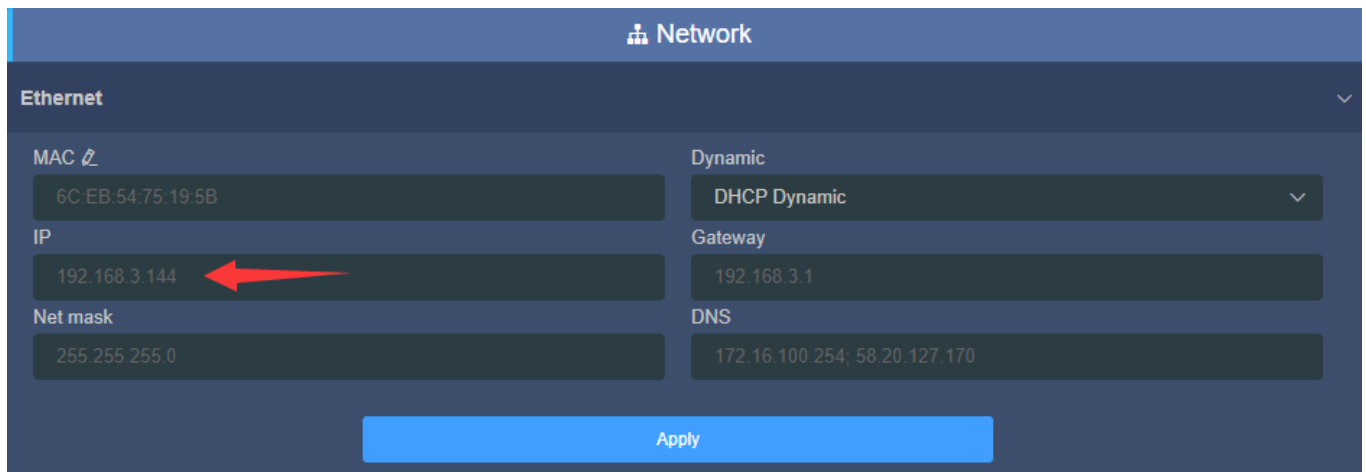 Network
Ethernet
MAC
Dynamic
6C:EB:54:75:19:5B
DHCP Dynamic
IP
Gateway
192.168.3.144
192.168.3.1
Net mask
DNS
255.255.255.0
172.16.100.254; 58.20.127.170
Apply